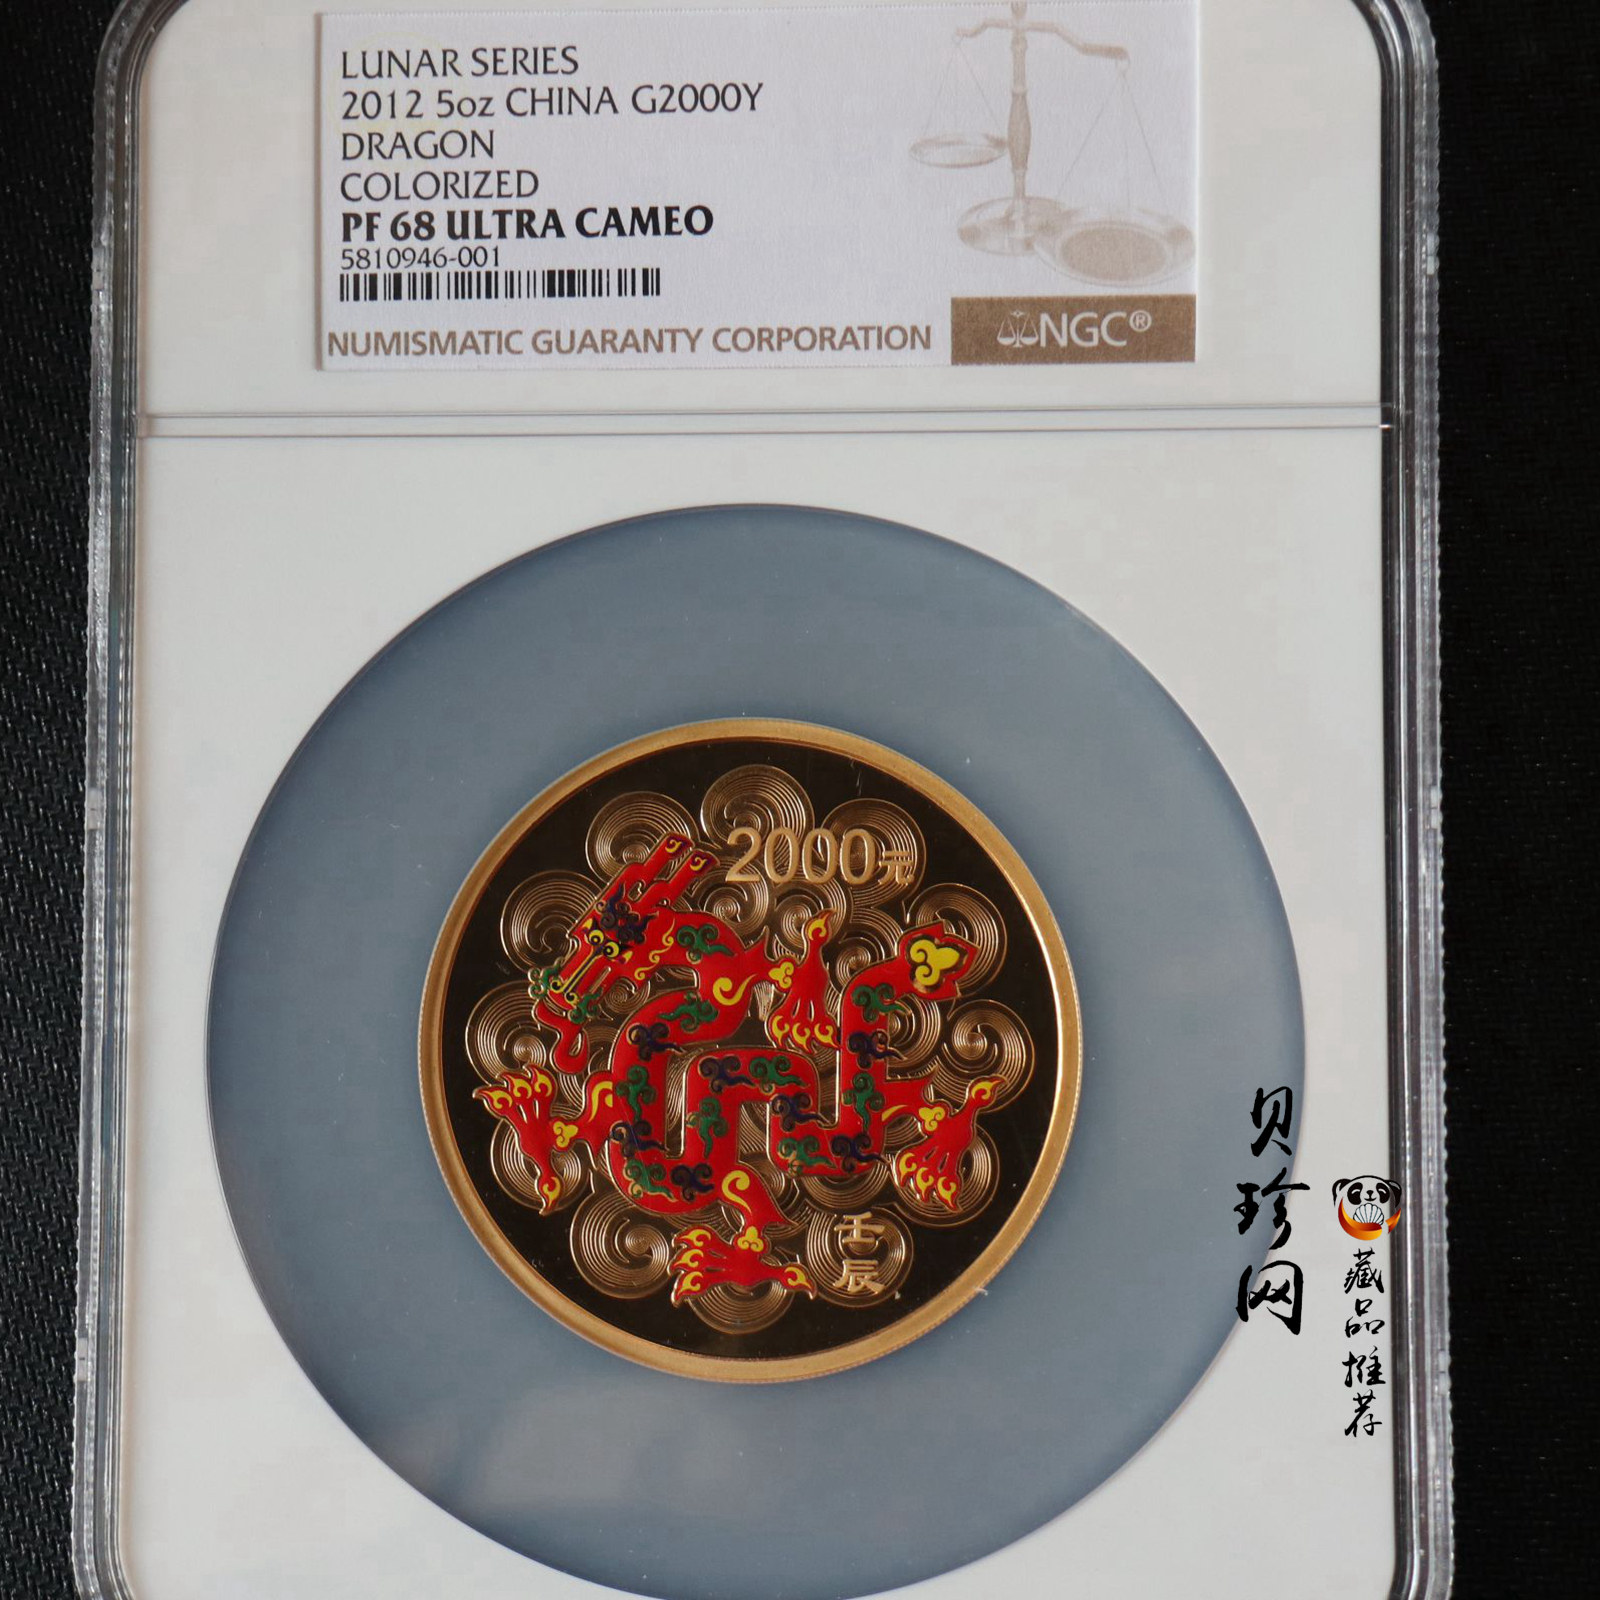 LUNAR SERIES
2012 5oz CHINA G2000Y
DRAGON
COLORIZED
PF 68 ULTRA CAMEO
5810946-001
NUMISMATIC GUARANTY CORPORATION
NGC®
2000元
壬辰
贝珍网
藏品推荐